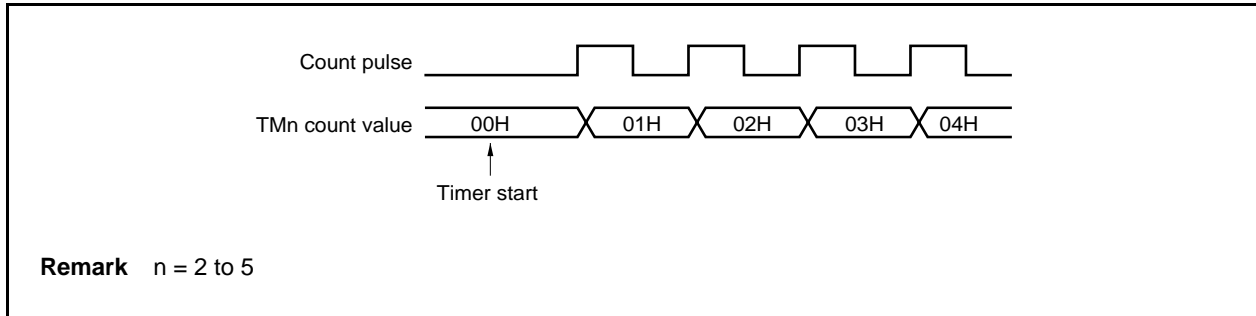 Count pulse
TMn count value 00H 01H 02H 03H 04H
Timer start
Remark n = 2 to 5